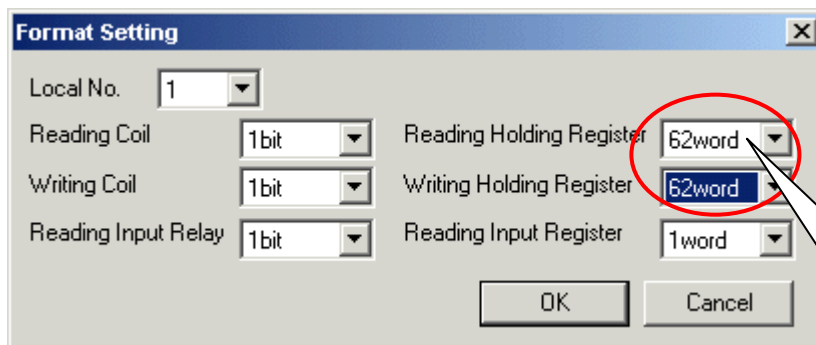 Format Setting
Local No. 1
Reading Coil 1bit Reading Holding Register 62word
Writing Coil 1bit Writing Holding Register 62word
Reading Input Relay 1bit Reading Input Register 1word
OK Cancel